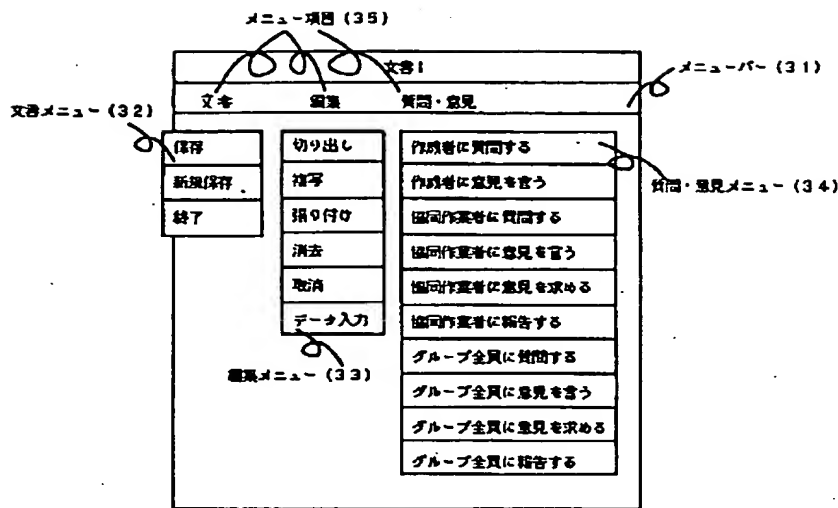 メニュー項目（35）
文書1
メニューバー（31）
文書 編集 質問・意見
文書メニュー（32）
保存
新規保存
終了
切り出し
複写
張り付け
消去
取消
データ入力
編集メニュー（33）
作成者に質問する
作成者に意見を言う
協同作業者に質問する
協同作業者に意見を言う
協同作業者に意見を求める
協同作業者に報告する
グループ全員に質問する
グループ全員に意見を言う
グループ全員に意見を求める
グループ全員に報告する
質問・意見メニュー（34）